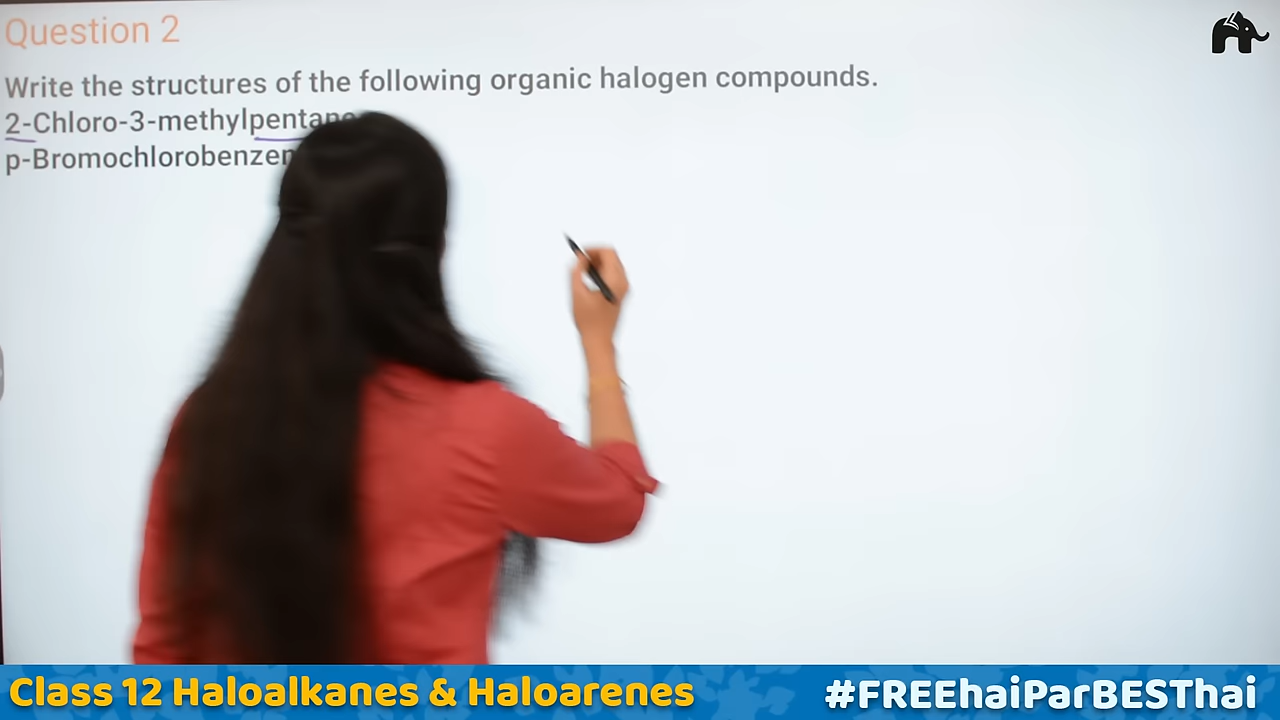 Question 2
Write the structures of the following organic halogen compounds.
2-Chloro-3-methylpentane
p-Bromochlorobenzen
Class 12 Haloalkanes & Haloarenes
#FREEhaiParBESThai